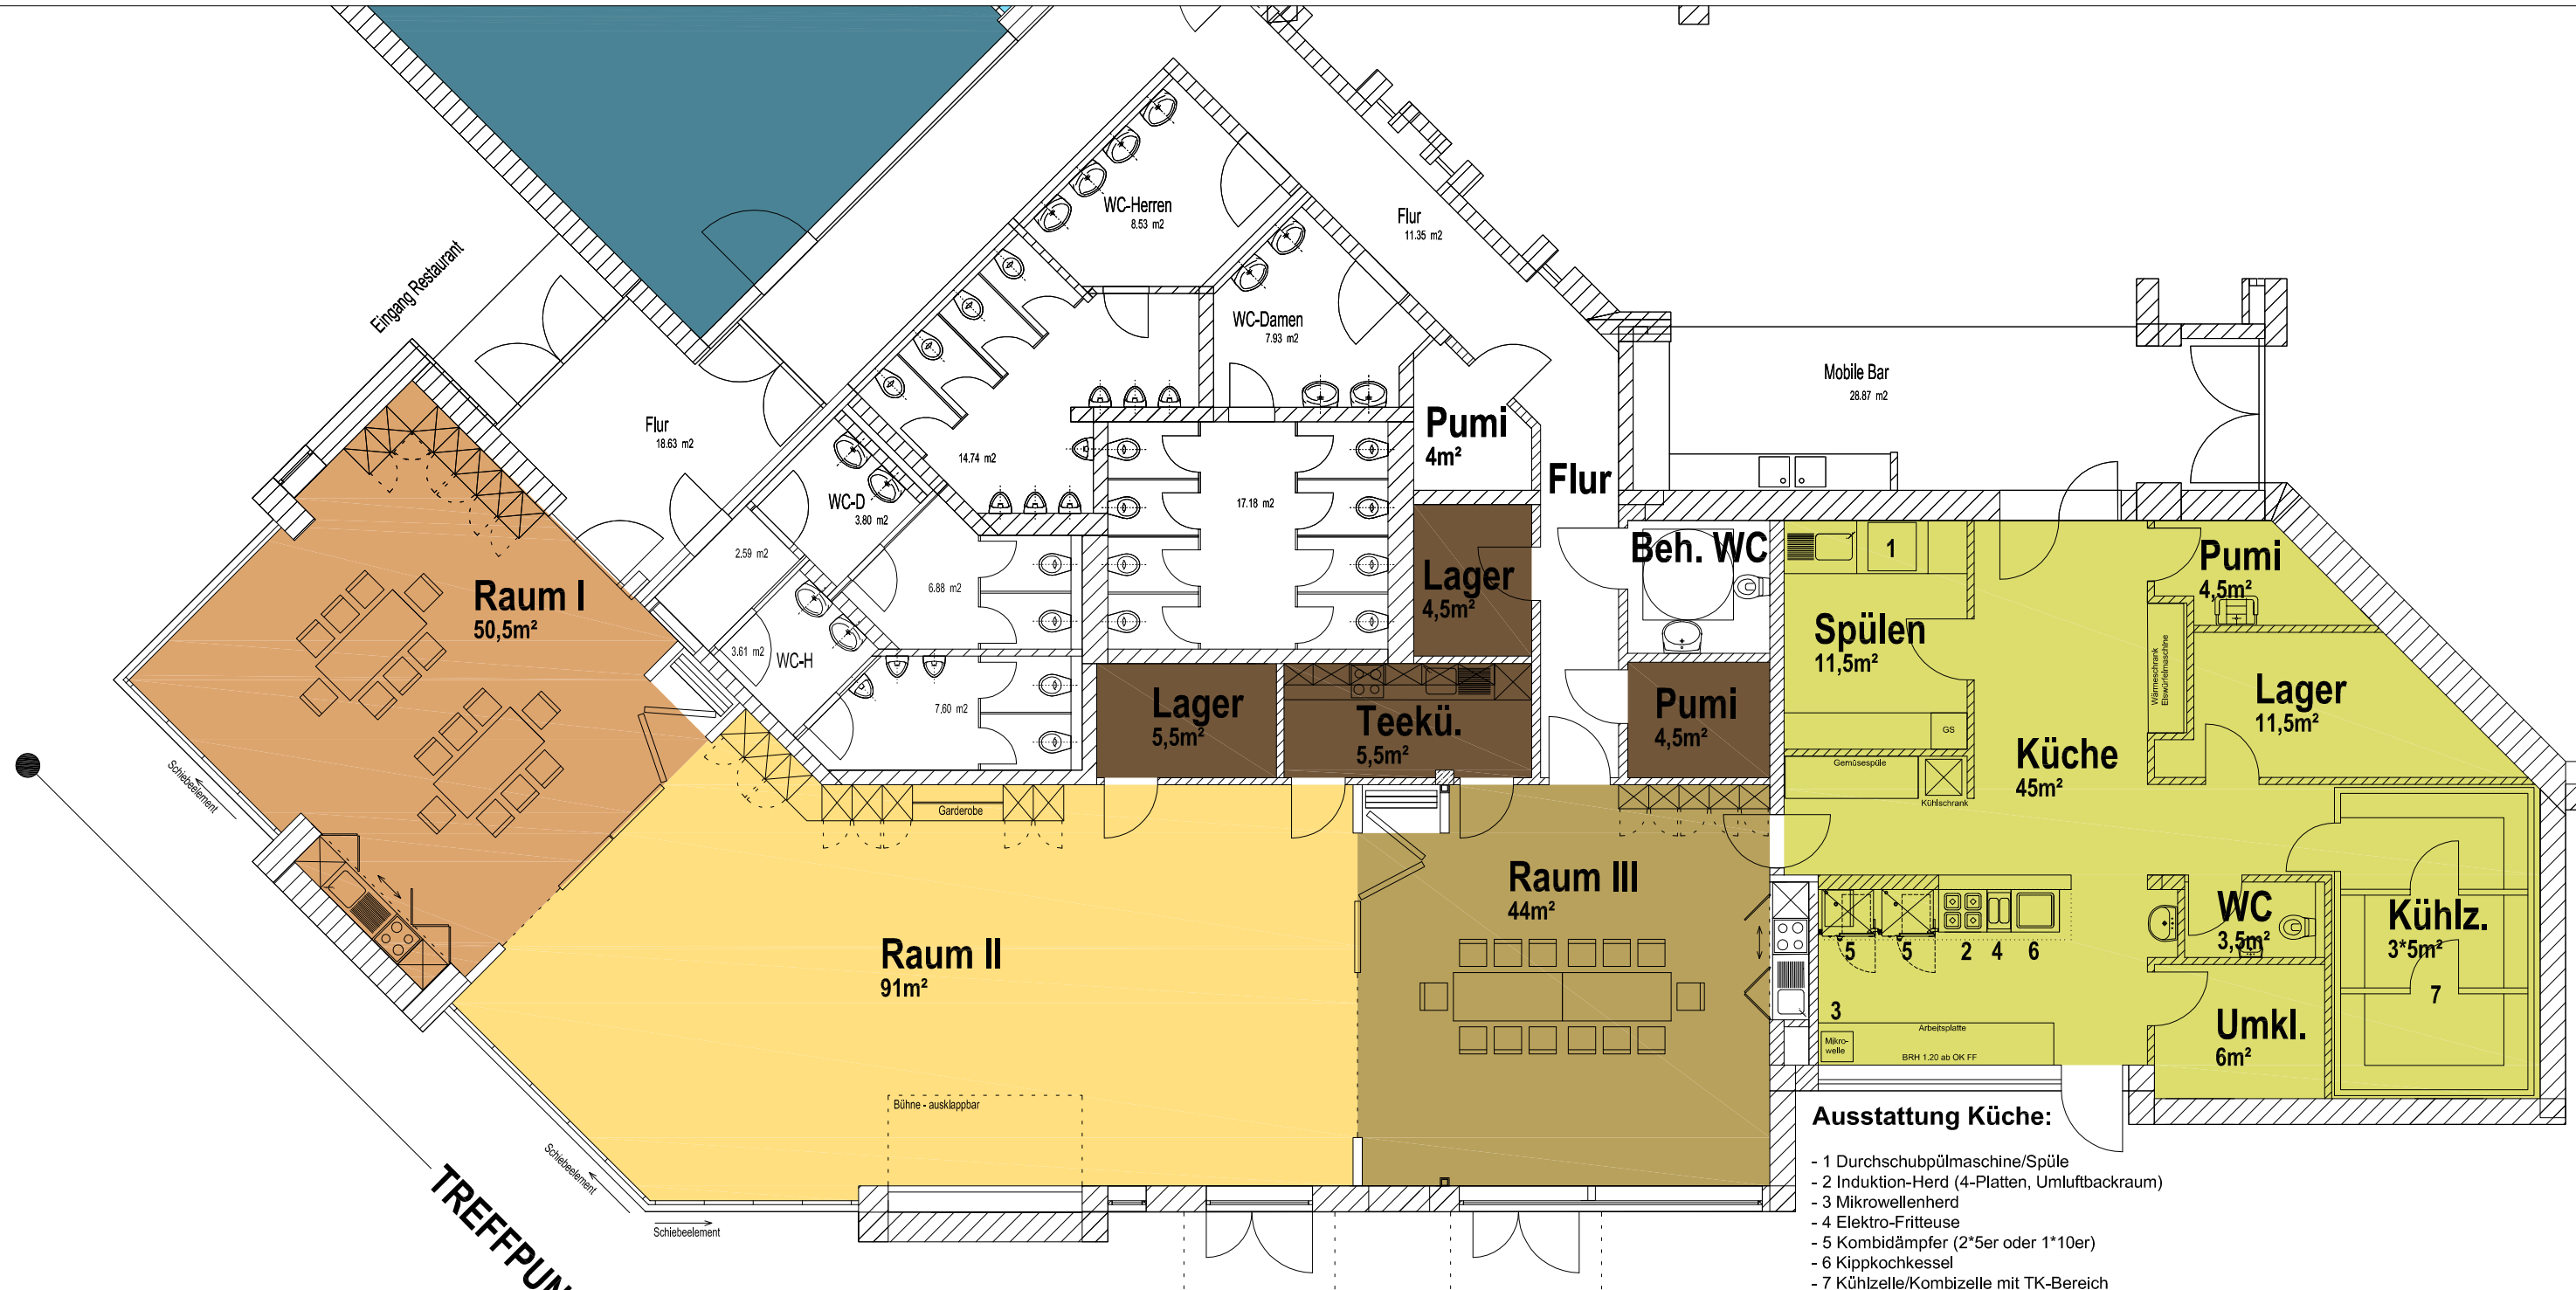 Eingang Restaurant
WC-Herren
8.53 m2
Flur
11.35 m2
WC-Damen
7.93 m2
Mobile Bar
28.87 m2
Flur
18.63 m2
14.74 m2
Pumi
4m²
Flur
WC-D
3.80 m2
17.18 m2
2.59 m2
6.88 m2
3.61 m2
WC-H
7,60 m2
Raum I
50,5m²
Lager
4,5m²
Beh. WC
1
Spülen
11,5m²
GS
Gemüsespüle
Kühlschrank
Pumi
4,5m²
Wärmeschrank
Eiswürfelmaschine
Lager
11,5m²
Küche
45m²
Lager
5,5m²
Teekü.
5,5m²
Pumi
4,5m²
Garderobe
Schiebeelement
Raum II
91m²
Raum III
44m²
5
5
2
4
6
WC
3,5m²
Kühlz.
3*5m²
7
3
Mikro-
welle
Arbeitsplatte
BRH 1.20 ab OK FF
Umkl.
6m²
Bühne - ausklappbar
Schiebeelement
Schiebeelement
TREFFPUN
Ausstattung Küche:
- 1 Durchschubpülmaschine/Spüle
- 2 Induktion-Herd (4-Platten, Umluftbackraum)
- 3 Mikrowellenherd
- 4 Elektro-Fritteuse
- 5 Kombidämpfer (2*5er oder 1*10er)
- 6 Kippkochkessel
- 7 Kühlzelle/Kombizelle mit TK-Bereich